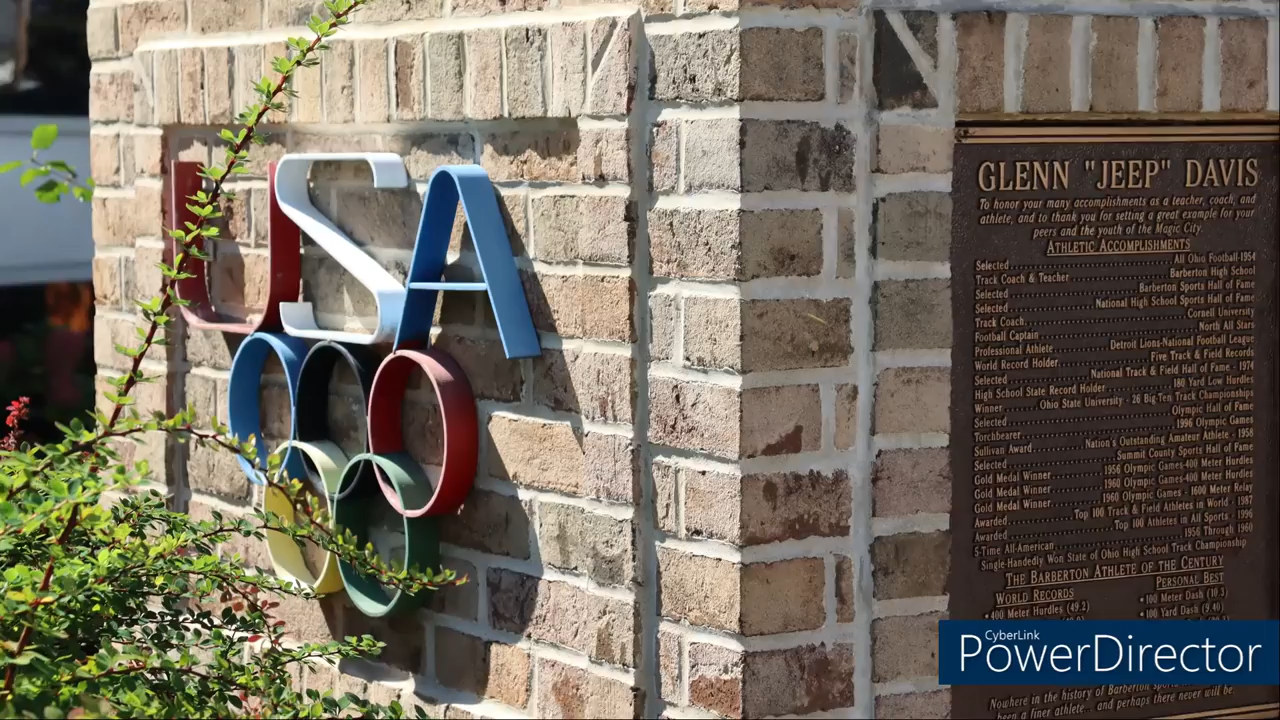 USA
GLENN "JEEP" DAVIS
To honor your many accomplishments as a teacher, coach, and
athlete, and to thank you for setting a great example for your
peers and the youth of the Magic City.
ATHLETIC ACCOMPLISHMENTS
Selected All Ohio Football-1954
Track Coach & Teacher Barberton High School
Selected Barberton Sports Hall of Fame
Selected National High School Sports Hall of Fame
Track Coach Cornell University
Football Captain North All Stars
Professional Athlete Detroit Lions-National Football League
World Record Holder Five Track & Field Records
Selected National Track & Field Hall of Fame - 1974
High School State Record Holder 180 Yard Low Hurdles
Winner Ohio State University - 26 Big-Ten Track Championships
Selected Olympic Hall of Fame
Torchbearer 1996 Olympic Games
Sullivan Award Nation's Outstanding Amateur Athlete - 1958
Selected Summit County Sports Hall of Fame
Gold Medal Winner 1956 Olympic Games-400 Meter Hurdles
Gold Medal Winner 1960 Olympic Games-400 Meter Hurdles
Gold Medal Winner 1960 Olympic Games - 1600 Meter Relay
Awarded Top 100 Track & Field Athletes in World - 1987
Awarded Top 100 Athletes in All Sports - 1996
5-Time All-American 1956 Through 1960
Single-Handedly Won State of Ohio High School Track Championship
THE BARBERTON ATHLETE OF THE CENTURY
WORLD RECORDS PERSONAL BEST
• 400 Meter Hurdles (49.2) • 100 Meter Dash (10.3)
• 100 Yard Dash (9.40)
CyberLink
PowerDirector
Nowhere in the history of Barberton
been a finer athlete... and perhaps there never will be.